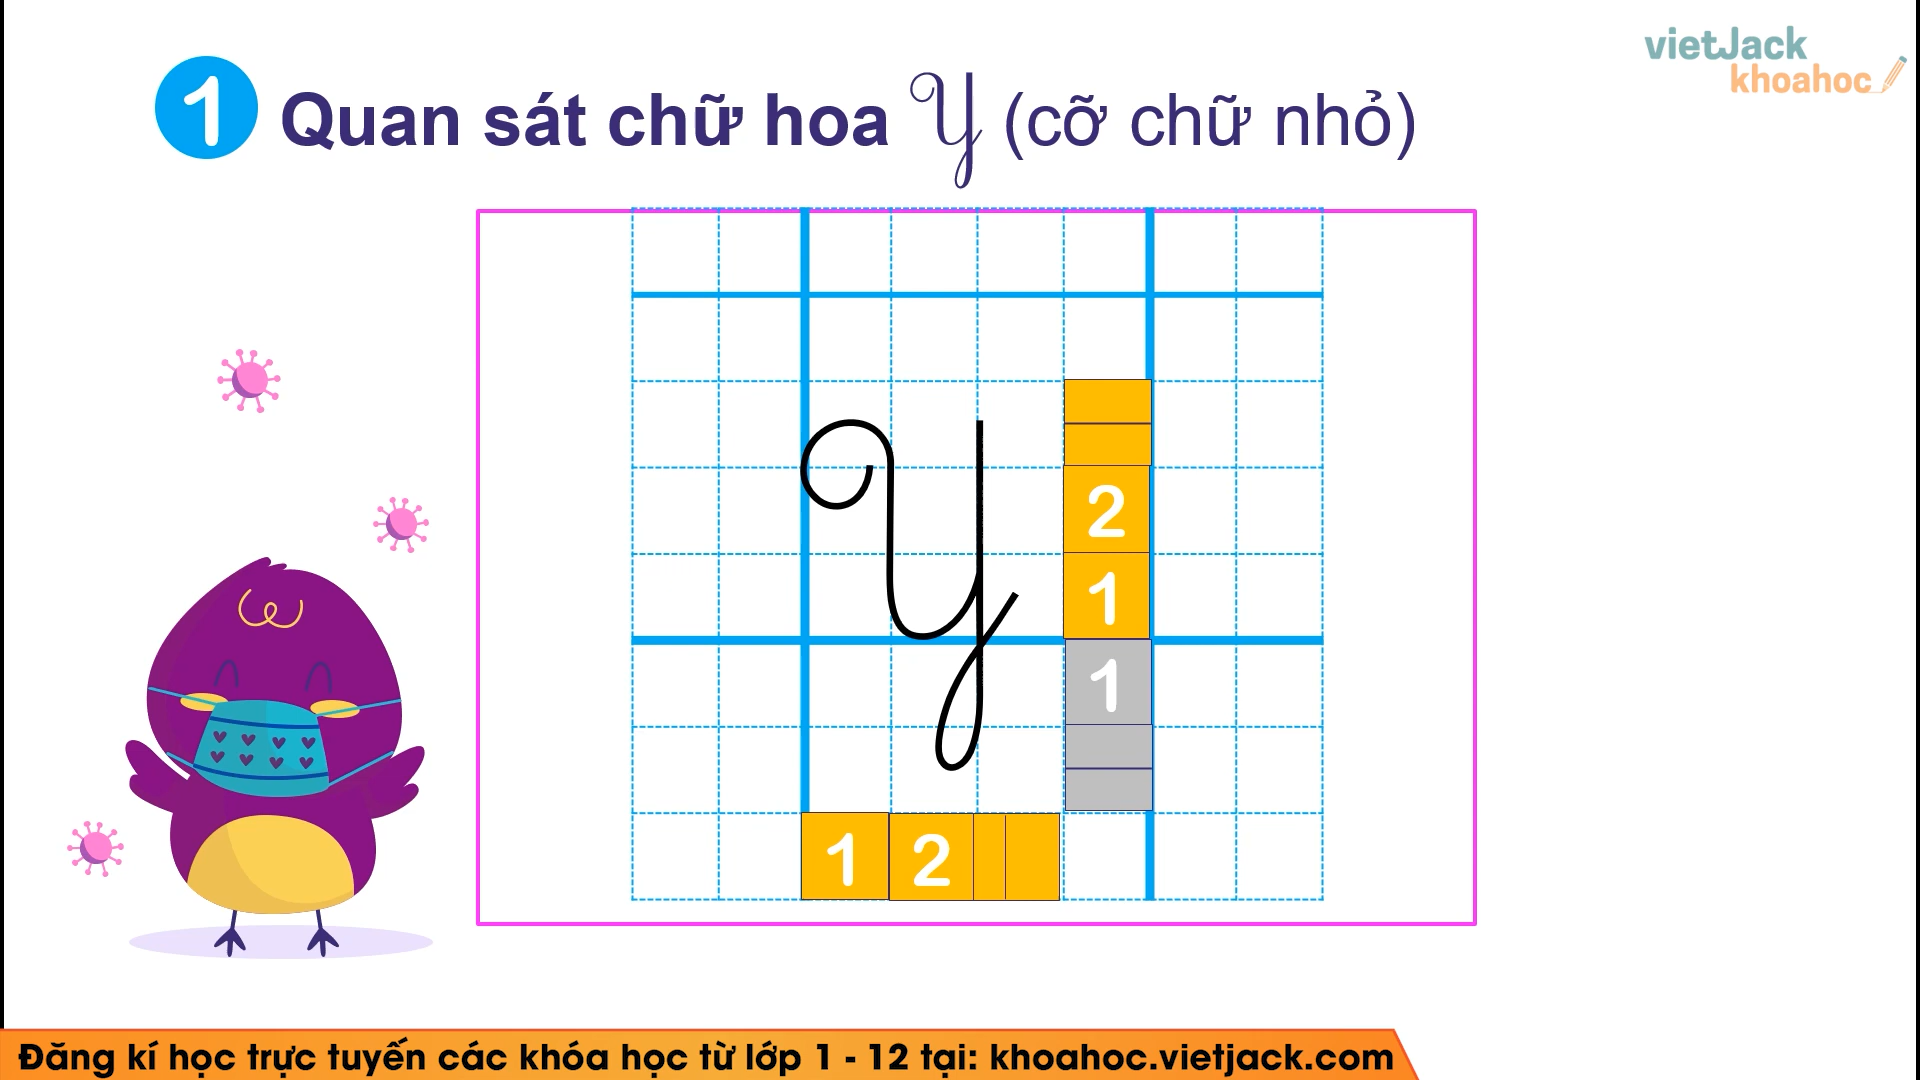 vietJack
khoahoc
1 Quan sát chữ hoa Y (cỡ chữ nhỏ)
Y
2
1
1
1 2
Đăng kí học trực tuyến các khóa học từ lớp 1 - 12 tại: khoahoc.vietjack.com